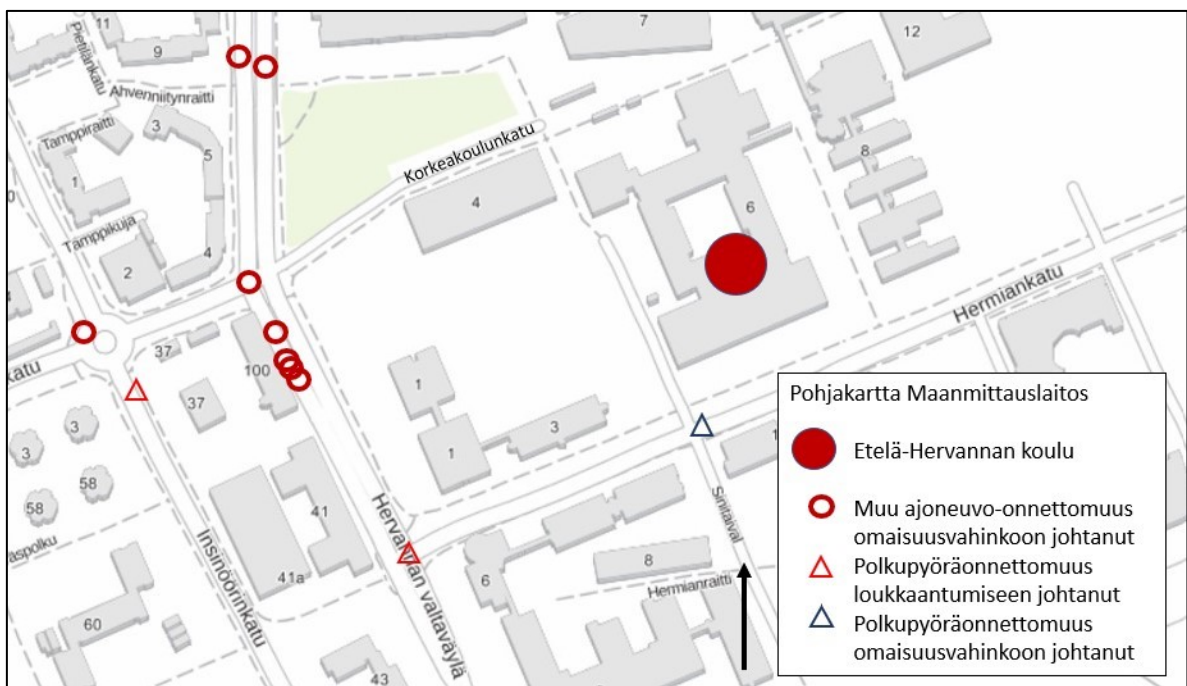 11
9
7
12
Pietilänkatu
Ahvenniitynraitti
Tamppiraitti
3
5
1
Korkeakoulunkatu
8
4
6
Tamppikuja
2
4
Hermiankatu
37
100
37
1
3
1
3
3
58
58
41
41a
Hervannan valtaväylä
Insinöörinkatu
Sinitaival
6
8
Hermianraitti
60
43
Pohjakartta Maanmittauslaitos
Etelä-Hervannan koulu
Muu ajoneuvo-onnettomuus
omaisuusvahinkoon johtanut
Polkupyöräonnettomuus
loukkaantumiseen johtanut
Polkupyöräonnettomuus
omaisuusvahinkoon johtanut